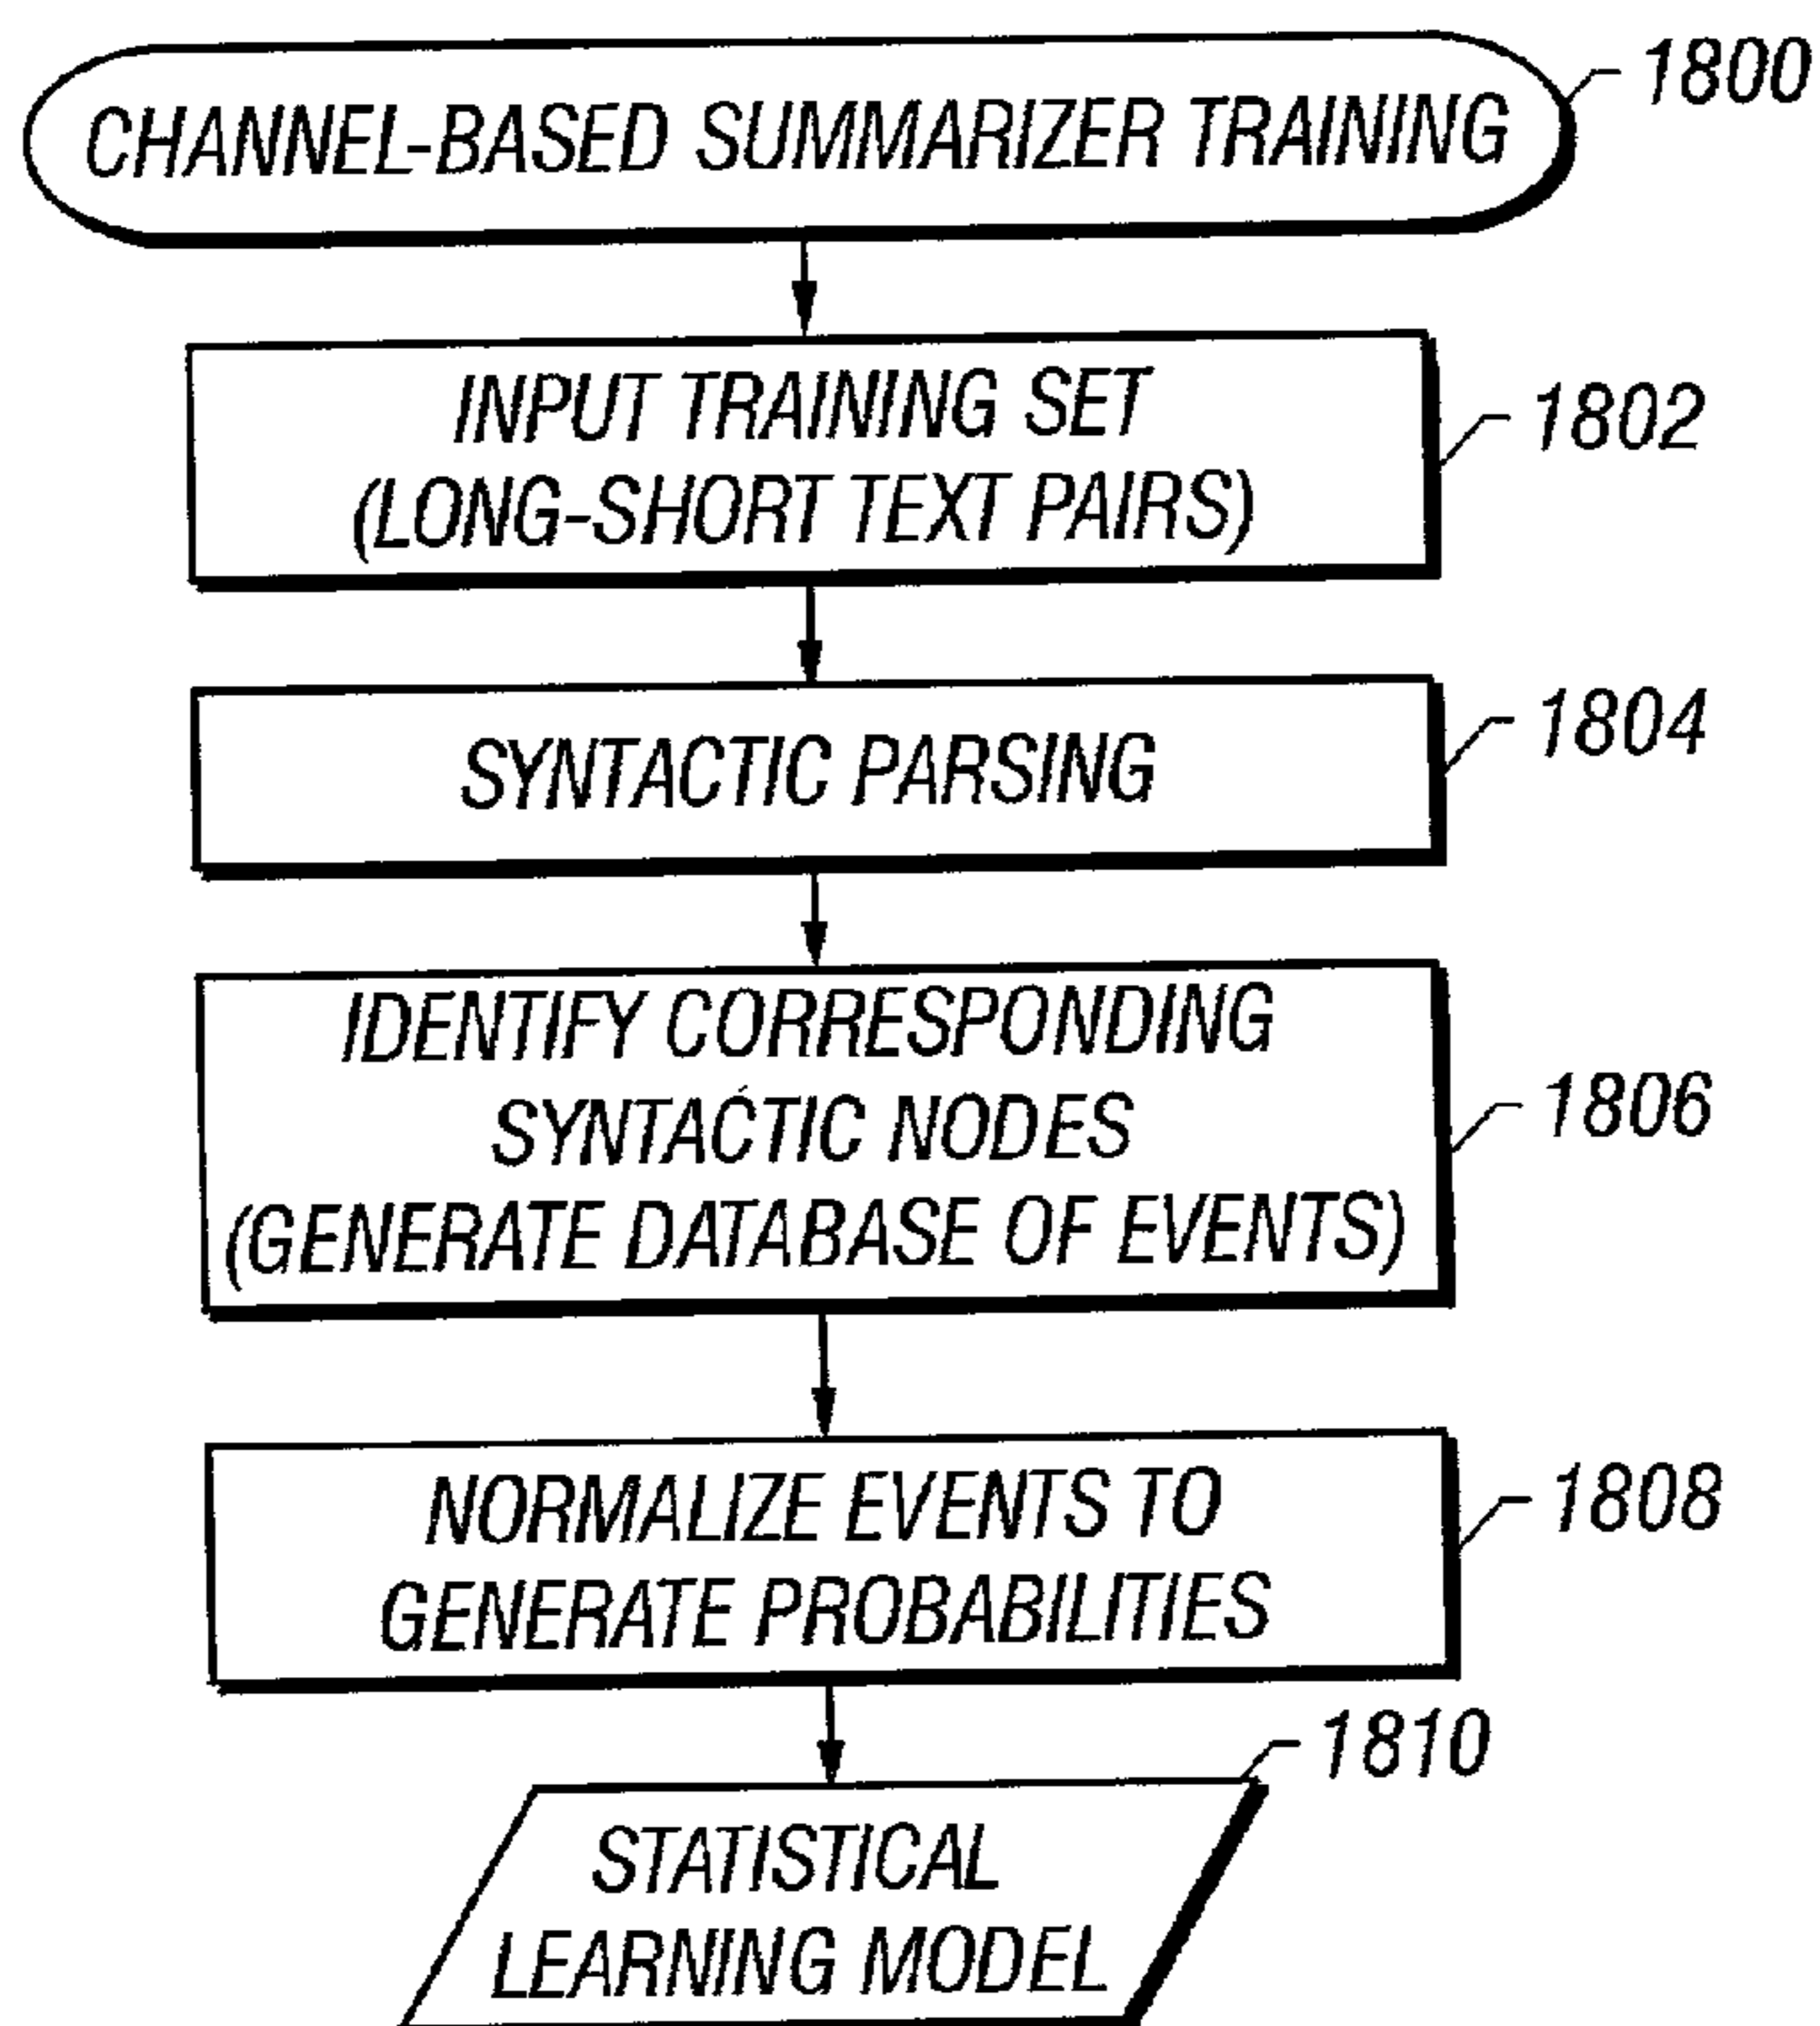 CHANNEL-BASED SUMMARIZER TRAINING
1800
INPUT TRAINING SET
(LONG-SHORT TEXT PAIRS)
1802
SYNTACTIC PARSING
1804
IDENTIFY CORRESPONDING
SYNTACTIC NODES
(GENERATE DATABASE OF EVENTS)
1806
NORMALIZE EVENTS TO
GENERATE PROBABILITIES
1808
STATISTICAL
LEARNING MODEL
1810